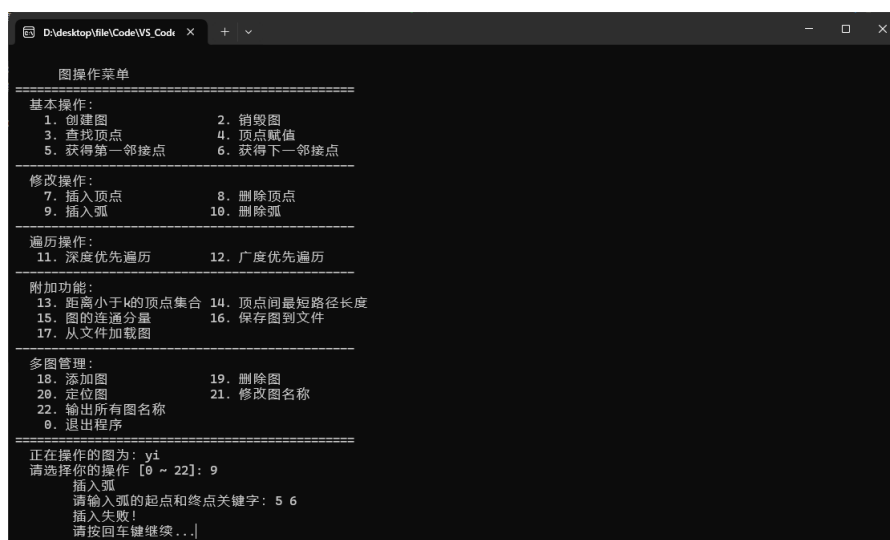 D:\desktop\file\Code\VS_Code
图操作菜单
基本操作:
1. 创建图 2. 销毁图
3. 查找顶点 4. 顶点赋值
5. 获得第一邻接点 6. 获得下一邻接点
修改操作:
7. 插入顶点 8. 删除顶点
9. 插入弧 10. 删除弧
遍历操作:
11. 深度优先遍历 12. 广度优先遍历
附加功能:
13. 距离小于k的顶点集合 14. 顶点间最短路径长度
15. 图的连通分量 16. 保存图到文件
17. 从文件加载图
多图管理:
18. 添加图 19. 删除图
20. 定位图 21. 修改图名称
22. 输出所有图名称
0. 退出程序
正在操作的图为: yi
请选择你的操作 [0 ~ 22]: 9
插入弧
请输入弧的起点和终点关键字: 5 6
插入失败!
请按回车键继续...